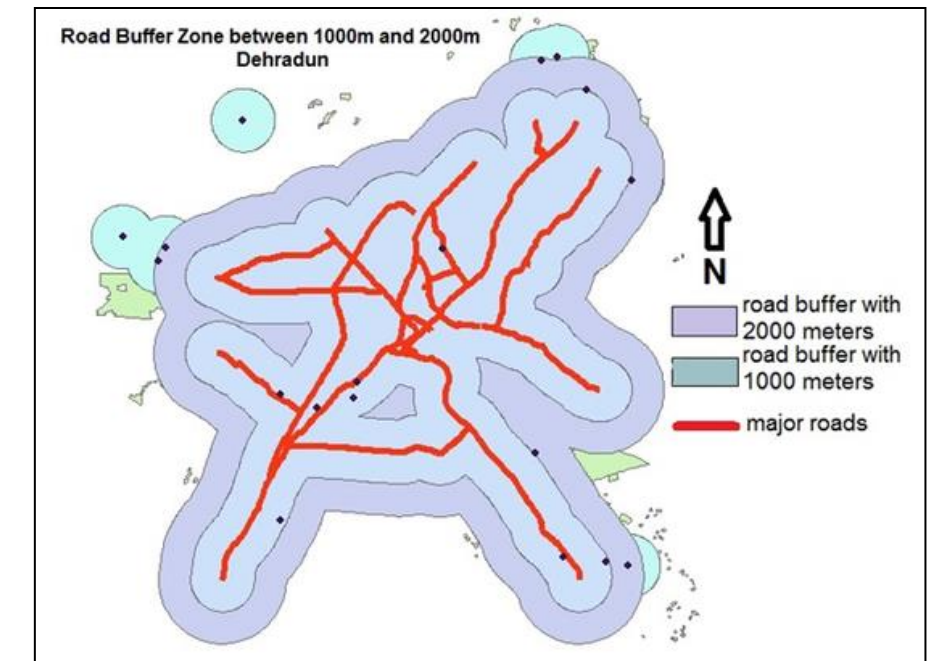 Road Buffer Zone between 1000m and 2000m
Dehradun
N
road buffer with
2000 meters
road buffer with
1000 meters
major roads